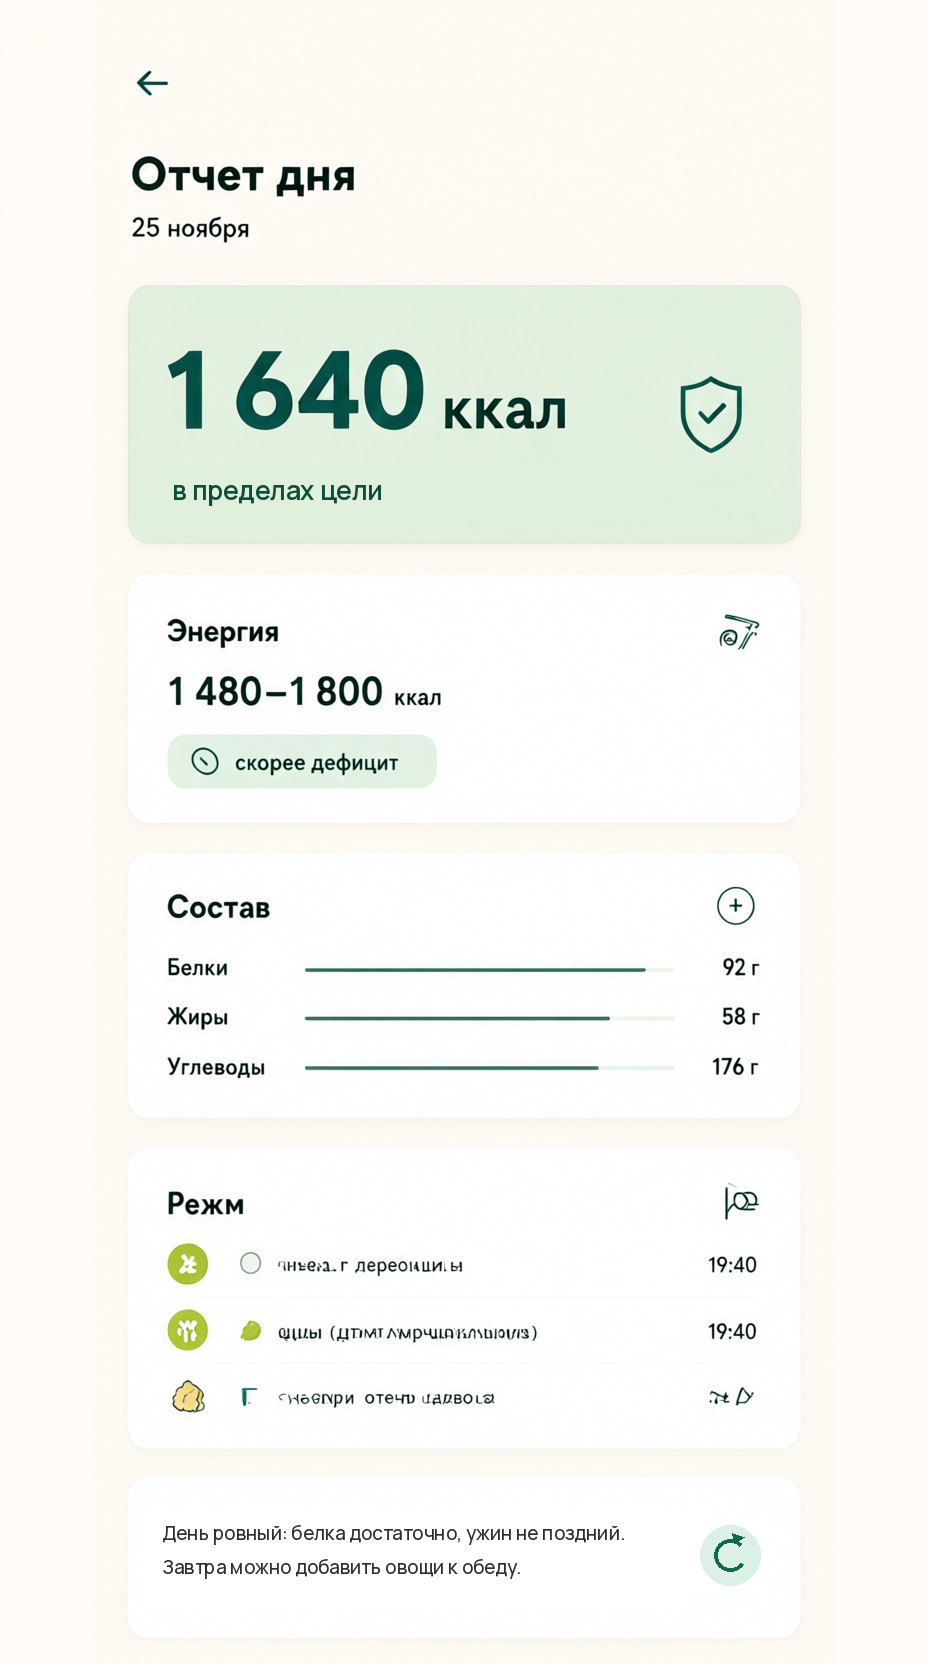 Отчет дня
25 ноября
1 640 ккал
в пределах цели
Энергия
1 480–1 800 ккал
скорее дефицит
Состав
Белки 92 г
Жиры 58 г
Углеводы 176 г
Режм
19:40
19:40
День ровный: белка достаточно, ужин не поздний.
Завтра можно добавить овощи к обеду.